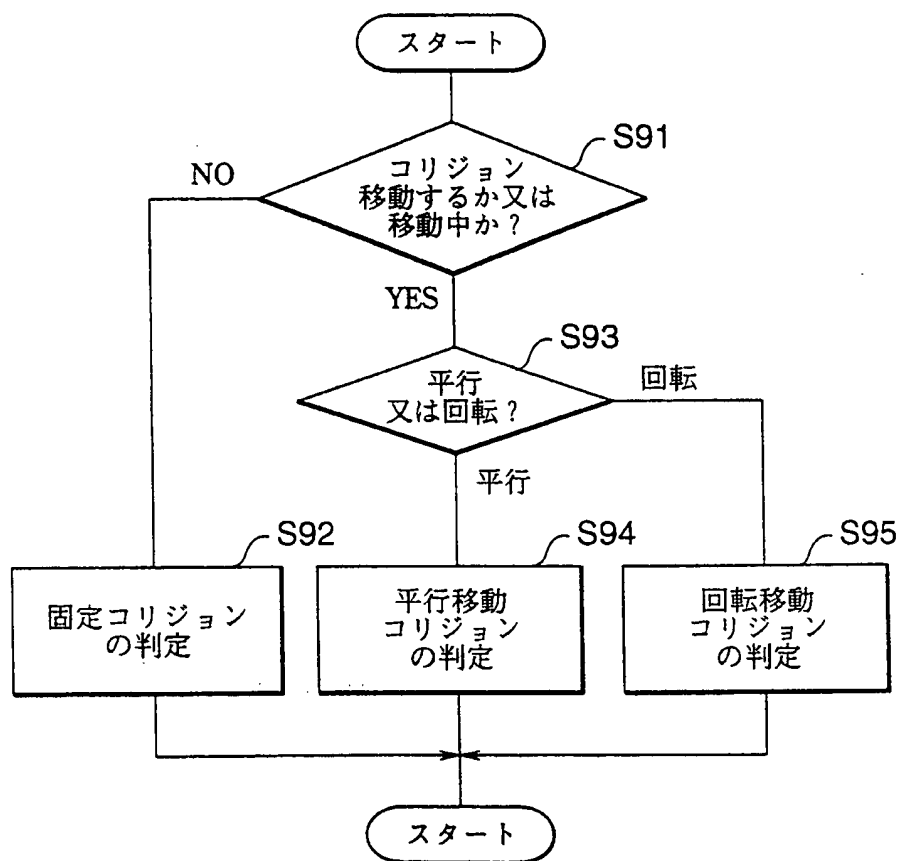 スタート
S91
コリジョン
移動するか又は
移動中か？
NO
YES
S93
平行
又は回転？
回転
平行
S92
固定コリジョン
の判定
S94
平行移動
コリジョン
の判定
S95
回転移動
コリジョン
の判定
スタート